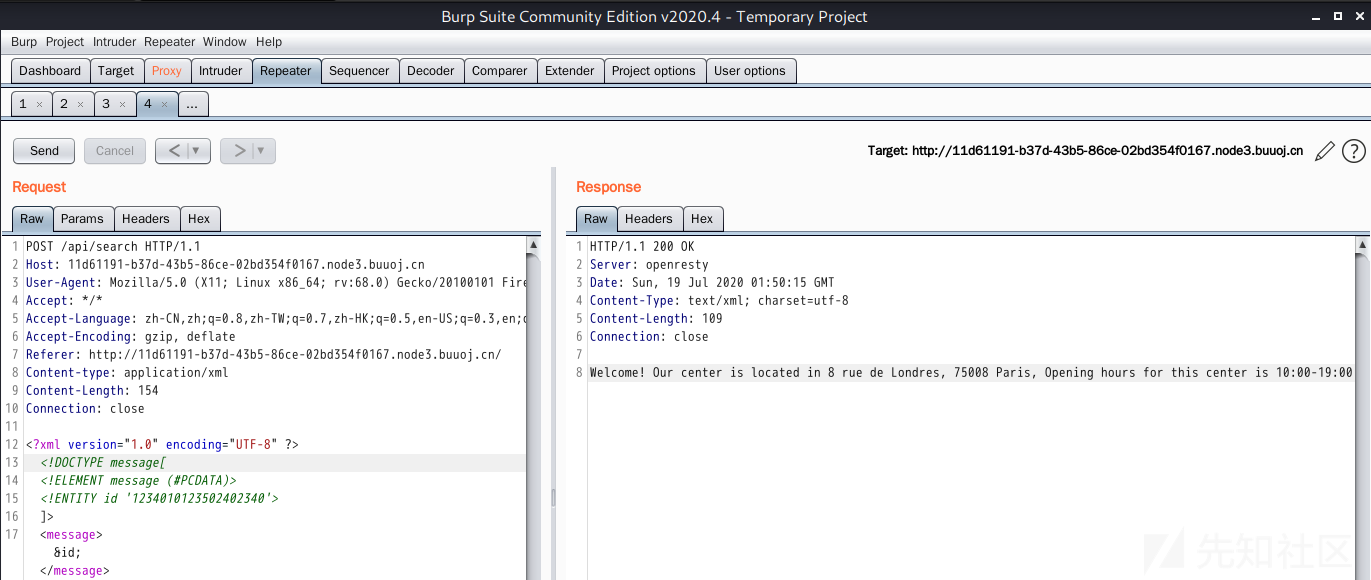 Burp Suite Community Edition v2020.4 - Temporary Project
Burp Project Intruder Repeater Window Help
Dashboard Target Proxy Intruder Repeater Sequencer Decoder Comparer Extender Project options User options
1 × 2 × 3 × 4 × ...
Send Cancel < > Target: http://11d61191-b37d-43b5-86ce-02bd354f0167.node3.buuoj.cn ?
Request
Raw Params Headers Hex
1 POST /api/search HTTP/1.1
2 Host: 11d61191-b37d-43b5-86ce-02bd354f0167.node3.buuoj.cn
3 User-Agent: Mozilla/5.0 (X11; Linux x86_64; rv:68.0) Gecko/20100101 Fire
4 Accept: */*
5 Accept-Language: zh-CN,zh;q=0.8,zh-TW;q=0.7,zh-HK;q=0.5,en-US;q=0.3,en;
6 Accept-Encoding: gzip, deflate
7 Referer: http://11d61191-b37d-43b5-86ce-02bd354f0167.node3.buuoj.cn/
8 Content-type: application/xml
9 Content-Length: 154
10 Connection: close
11
12 <?xml version="1.0" encoding="UTF-8" ?>
13 <!DOCTYPE message[
14 <!ELEMENT message (#PCDATA)>
15 <!ENTITY id '1234010123502402340'>
16 ]>
17 <message>
&id;
</message>
Response
Raw Headers Hex
1 HTTP/1.1 200 OK
2 Server: openresty
3 Date: Sun, 19 Jul 2020 01:50:15 GMT
4 Content-Type: text/xml; charset=utf-8
5 Content-Length: 109
6 Connection: close
7
8 Welcome! Our center is located in 8 rue de Londres, 75008 Paris, Opening hours for this center is 10:00-19:00
先知社区